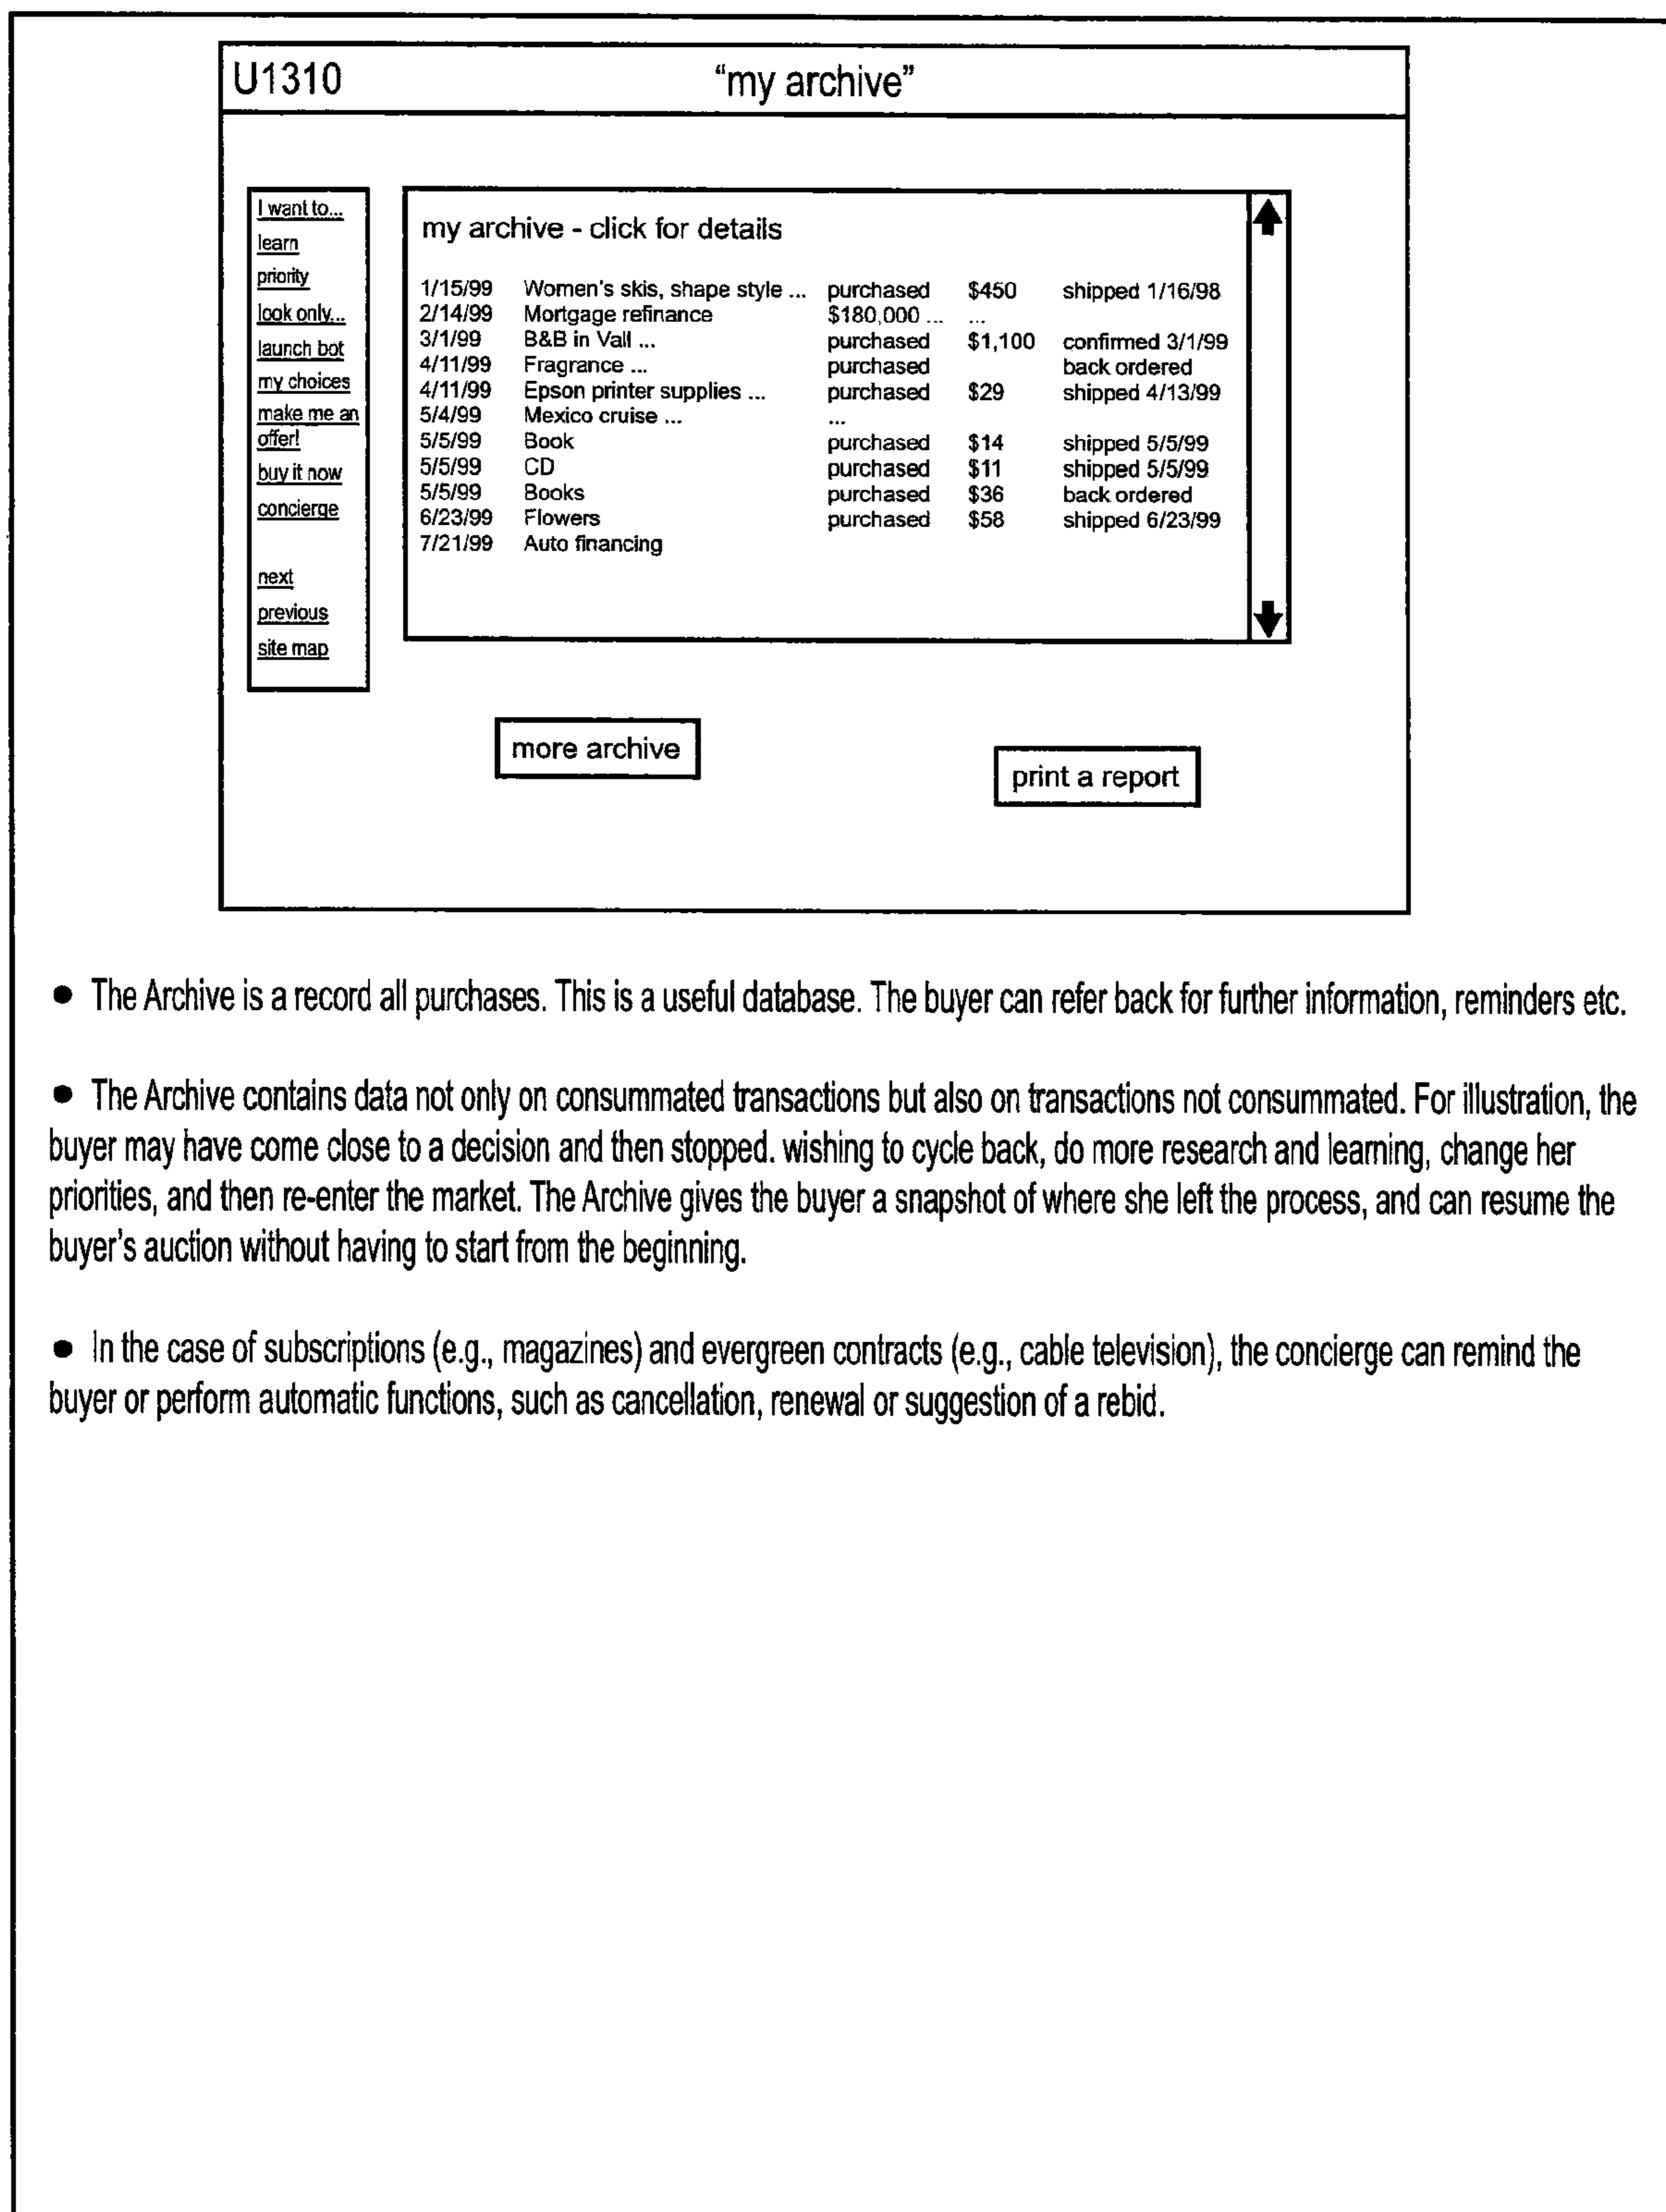 U1310 "my archive"
I want to...
learn
priority
look only...
launch bot
my choices
make me an
offer!
buy it now
concierge
next
previous
site map
my archive - click for details
1/15/99 Women's skis, shape style ... purchased $450 shipped 1/16/98
2/14/99 Mortgage refinance $180,000 ... ...
3/1/99 B&B in Vall ... purchased $1,100 confirmed 3/1/99
4/11/99 Fragrance ... purchased back ordered
4/11/99 Epson printer supplies ... purchased $29 shipped 4/13/99
5/4/99 Mexico cruise ... ...
5/5/99 Book purchased $14 shipped 5/5/99
5/5/99 CD purchased $11 shipped 5/5/99
5/5/99 Books purchased $36 back ordered
6/23/99 Flowers purchased $58 shipped 6/23/99
7/21/99 Auto financing
more archive
print a report
• The Archive is a record all purchases. This is a useful database. The buyer can refer back for further information, reminders etc.
• The Archive contains data not only on consummated transactions but also on transactions not consummated. For illustration, the
buyer may have come close to a decision and then stopped. wishing to cycle back, do more research and learning, change her
priorities, and then re-enter the market. The Archive gives the buyer a snapshot of where she left the process, and can resume the
buyer's auction without having to start from the beginning.
• In the case of subscriptions (e.g., magazines) and evergreen contracts (e.g., cable television), the concierge can remind the
buyer or perform automatic functions, such as cancellation, renewal or suggestion of a rebid.